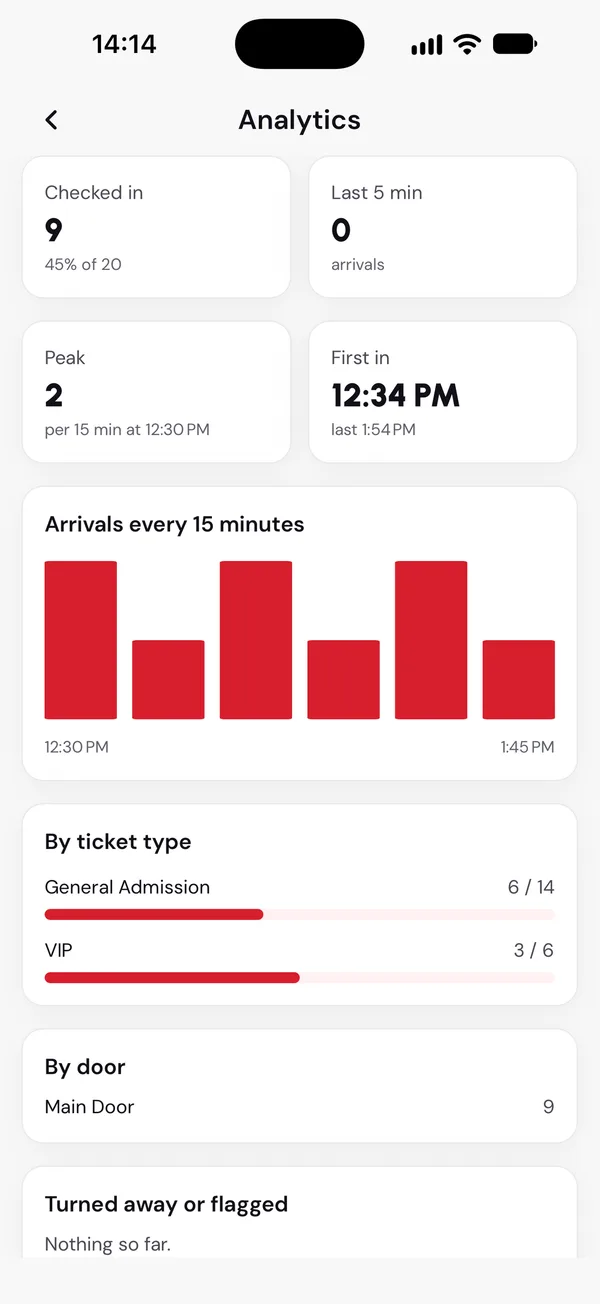 14:14
Analytics
Checked in
9
45% of 20
Last 5 min
0
arrivals
Peak
2
per 15 min at 12:30 PM
First in
12:34 PM
last 1:54 PM
Arrivals every 15 minutes
12:30 PM
1:45 PM
By ticket type
General Admission
6 / 14
VIP
3 / 6
By door
Main Door
9
Turned away or flagged
Nothing so far.